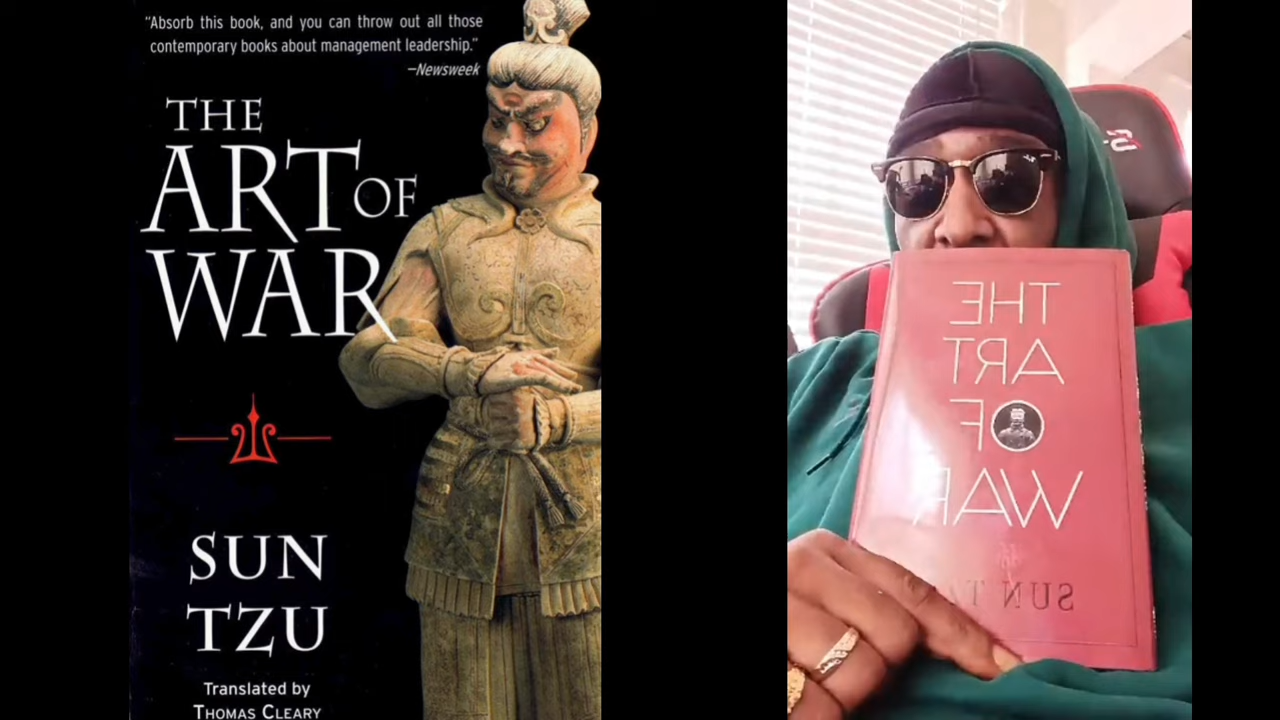 "Absorb this book, and you can throw out all those
contemporary books about management leadership."
—Newsweek
THE
ART OF
WAR
SUN
TZU
Translated by
THOMAS CLEARY
THE
ART
OF
WAR
SUN